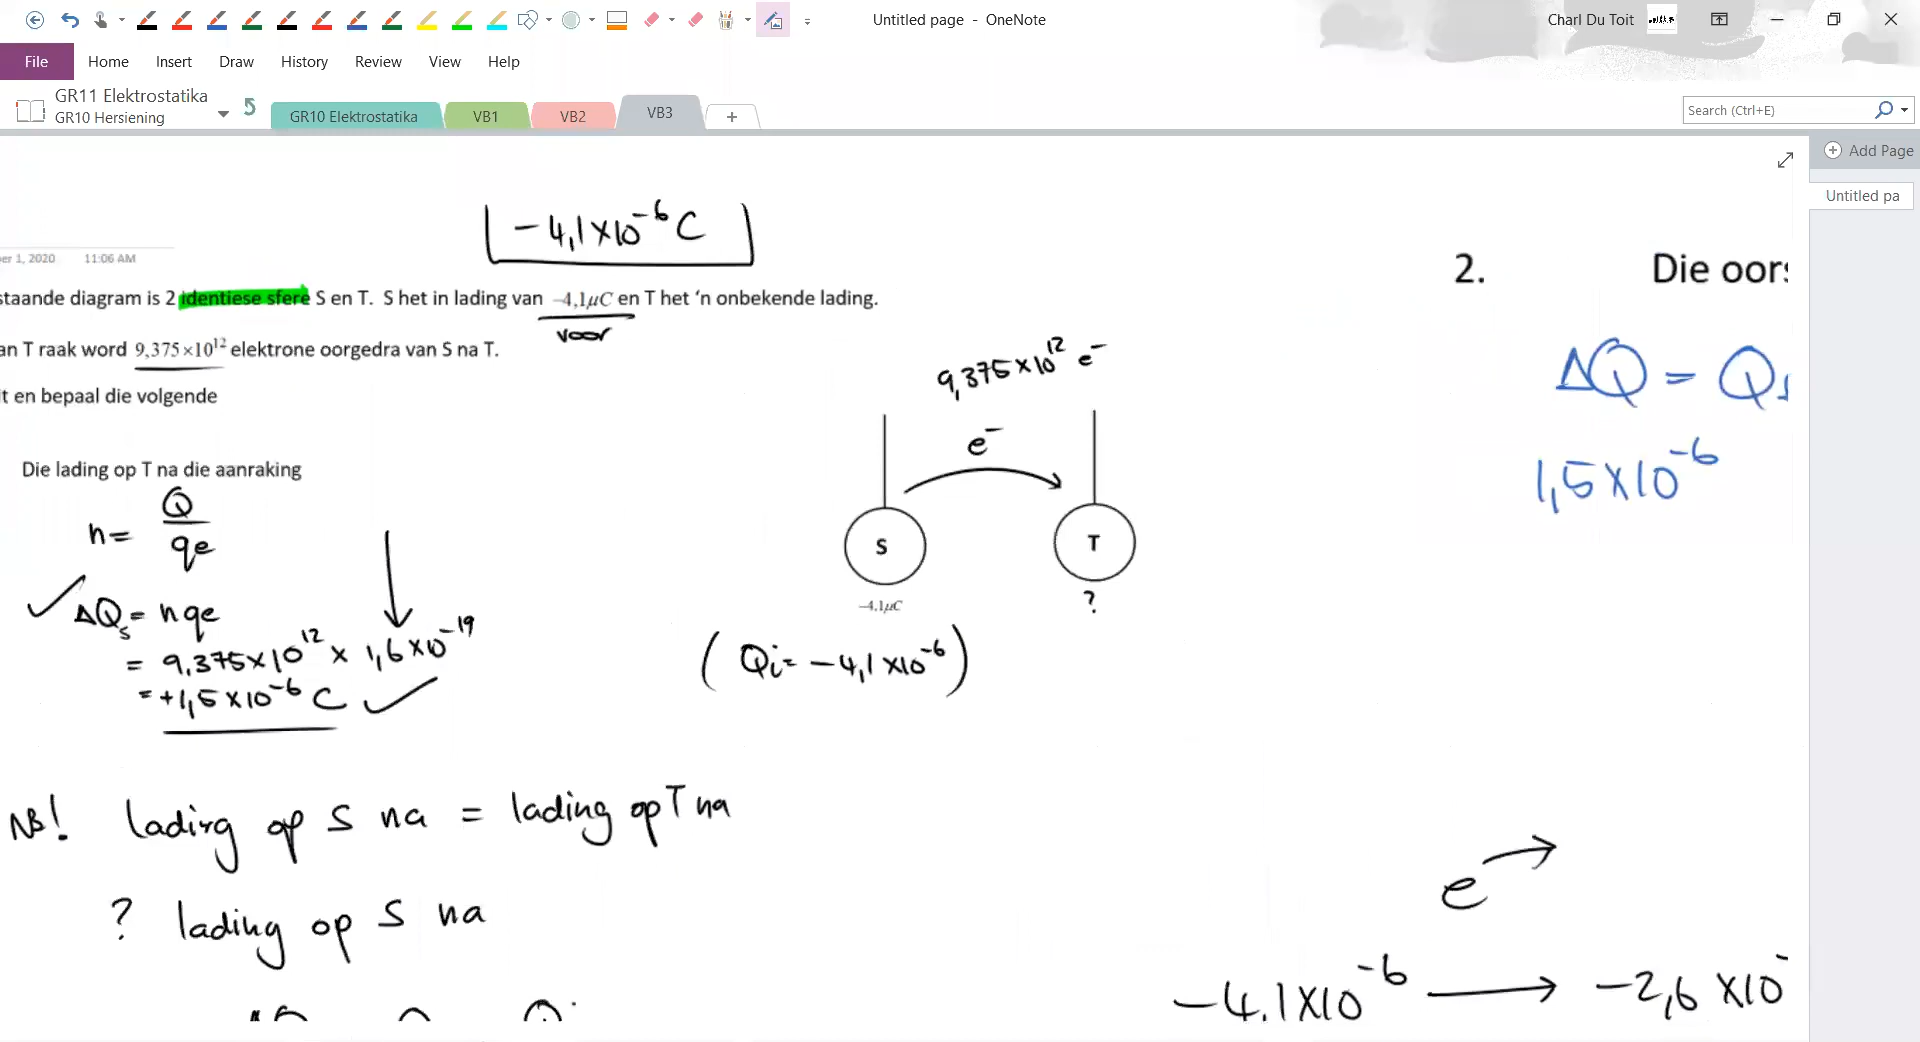 Untitled page - OneNote
Charl Du Toit
File Home Insert Draw History Review View Help
GR11 Elektrostatika
GR10 Hersiening
GR10 Elektrostatika VB1 VB2 VB3 +
Search (Ctrl+E)
Add Page
Untitled pa
er 1, 2020 11:06 AM
-4,1×10⁻⁶ C
staande diagram is 2 identiese sfere S en T. S het in lading van -4,1μC en T het ‘n onbekende lading.
voor
an T raak word 9,375×10¹² elektrone oorgedra van S na T.
t en bepaal die volgende
Die lading op T na die aanraking
n= Q/qe
ΔQs = nqe
= 9,375×10¹² × 1,6×10⁻¹⁹
= +1,5×10⁻⁶ C
9,375×10¹² e⁻
e⁻
S
T
-4.1μC
?
(Qi= -4,1×10⁻⁶)
NB! lading op S na = lading op T na
? lading op S na
2. Die oors
ΔQ = Q
1,5×10⁻⁶
e
-4.1×10⁻⁶ → -2,6×10⁻